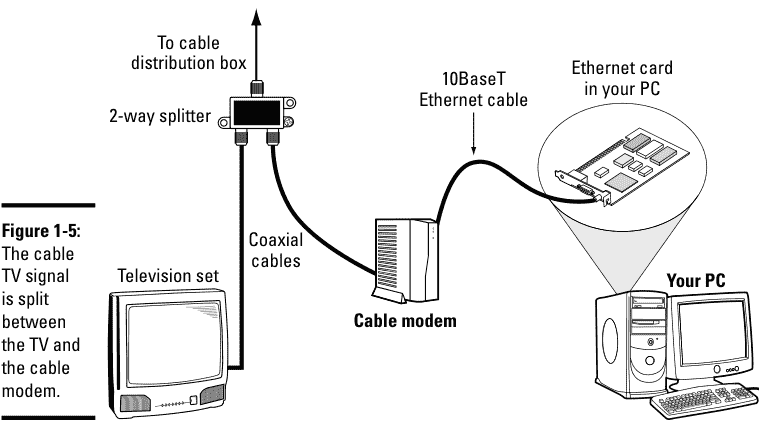 To cable
distribution box
2-way splitter
10BaseT
Ethernet cable
Ethernet card
in your PC
Figure 1-5:
The cable
TV signal
is split
between
the TV and
the cable
modem.
Coaxial
cables
Television set
Cable modem
Your PC